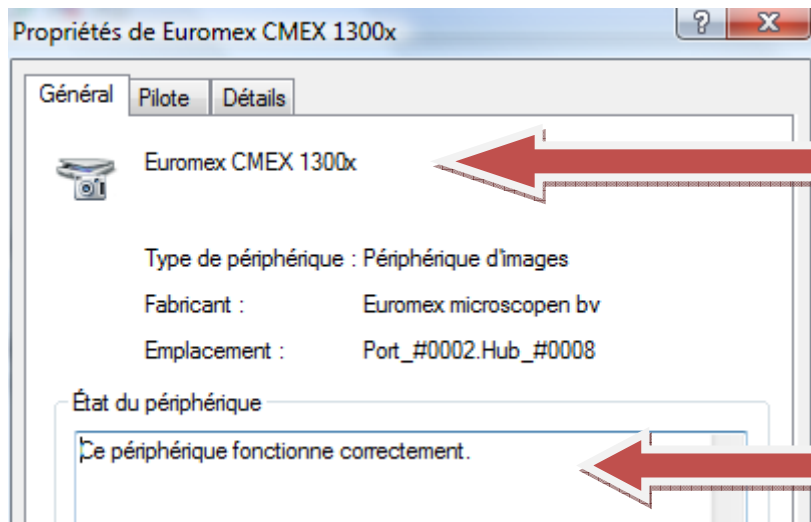 Propriétés de Euromex CMEX 1300x
Général Pilote Détails
Euromex CMEX 1300x
Type de périphérique : Périphérique d'images
Fabricant : Euromex microscopen bv
Emplacement : Port_#0002.Hub_#0008
État du périphérique
Ce périphérique fonctionne correctement.